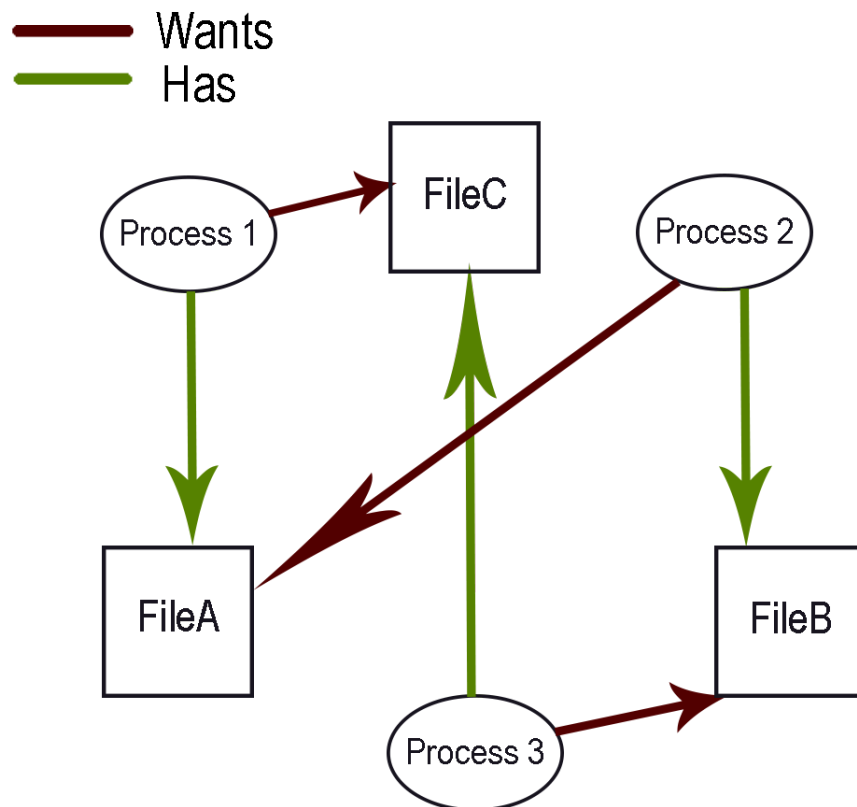 Wants
Has
FileC
Process 1
Process 2
FileA
FileB
Process 3